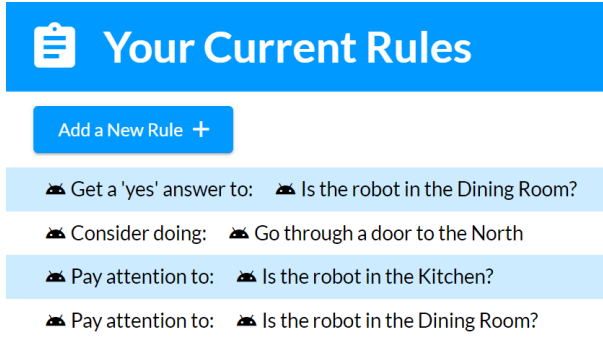 Your Current Rules
Add a New Rule +
Get a 'yes' answer to: Is the robot in the Dining Room?
Consider doing: Go through a door to the North
Pay attention to: Is the robot in the Kitchen?
Pay attention to: Is the robot in the Dining Room?